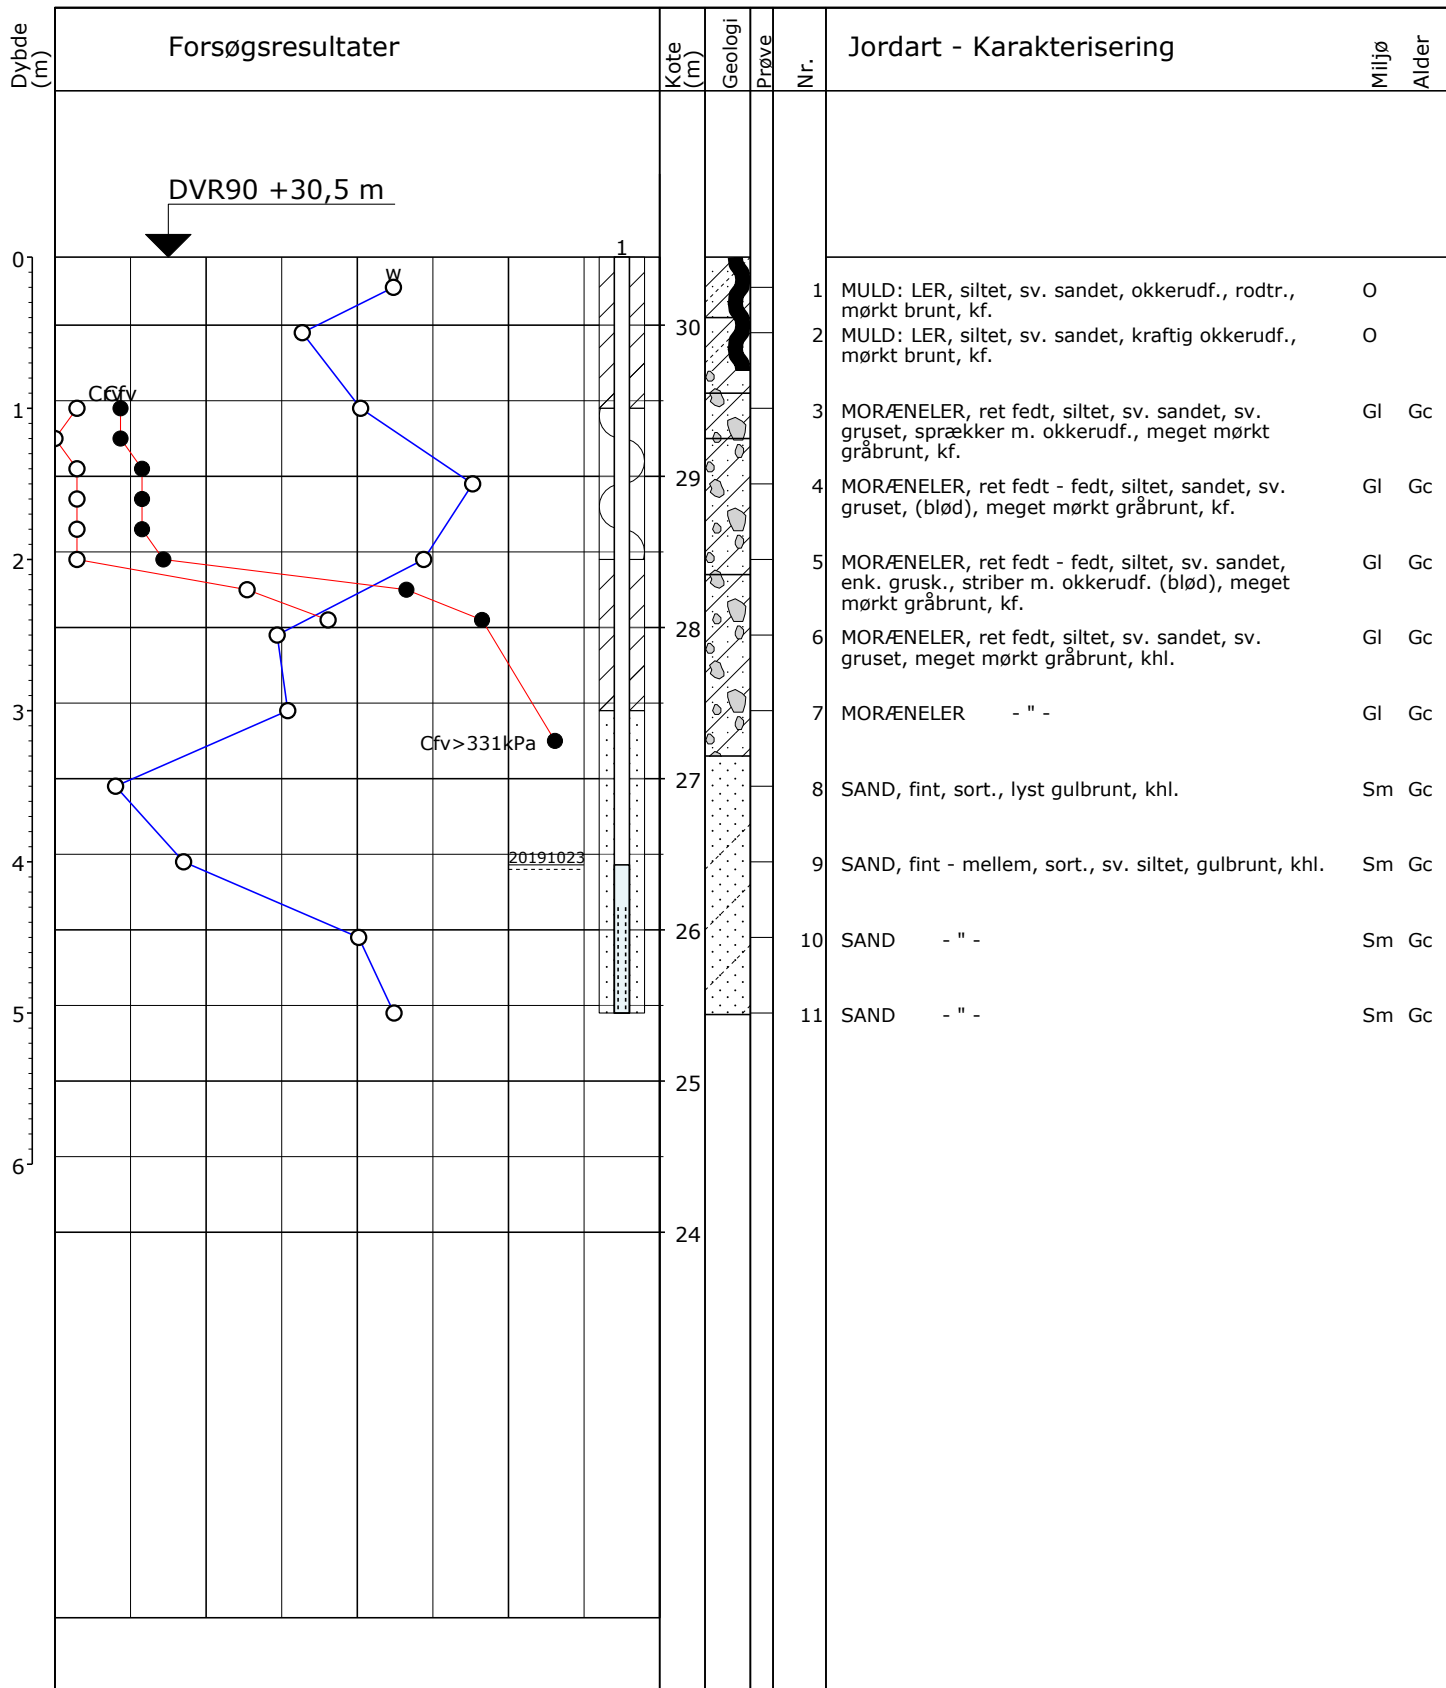 Dybde
(m)
Forsøgsresultater
Kote
(m)
Geologi
Prøve
Nr.
Jordart - Karakterisering
Miljø
Alder
DVR90 +30,5 m
0
1
w
1 MULD: LER, siltet, sv. sandet, okkerudf., rodtr., O
mørkt brunt, kf.
30
2 MULD: LER, siltet, sv. sandet, kraftig okkerudf., O
mørkt brunt, kf.
Crfv
Cfv
1
3 MORÆNELER, ret fedt, siltet, sv. sandet, sv. Gl Gc
gruset, sprækker m. okkerudf., meget mørkt
gråbrunt, kf.
29
4 MORÆNELER, ret fedt - fedt, siltet, sandet, sv. Gl Gc
gruset, (blød), meget mørkt gråbrunt, kf.
2
5 MORÆNELER, ret fedt - fedt, siltet, sv. sandet, Gl Gc
enk. grusk., striber m. okkerudf. (blød), meget
mørkt gråbrunt, kf.
28
6 MORÆNELER, ret fedt, siltet, sv. sandet, sv. Gl Gc
gruset, meget mørkt gråbrunt, khl.
3
7 MORÆNELER - " - Gl Gc
Cfv>331kPa
27
8 SAND, fint, sort., lyst gulbrunt, khl. Sm Gc
20191023
4
9 SAND, fint - mellem, sort., sv. siltet, gulbrunt, khl. Sm Gc
26
10 SAND - " - Sm Gc
5
11 SAND - " - Sm Gc
25
6
24